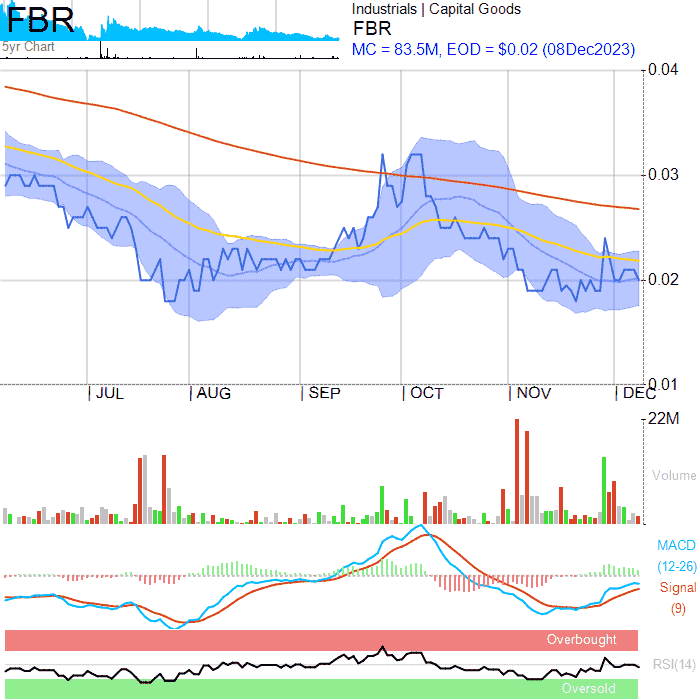 FBR
5yr Chart
Industrials | Capital Goods
FBR
MC = 83.5M, EOD = $0.02 (08Dec2023)
0.04
0.03
0.02
0.01
JUL AUG SEP OCT NOV DEC
22M
Volume
MACD
(12-26)
Signal
(9)
Overbought
RSI(14)
Oversold